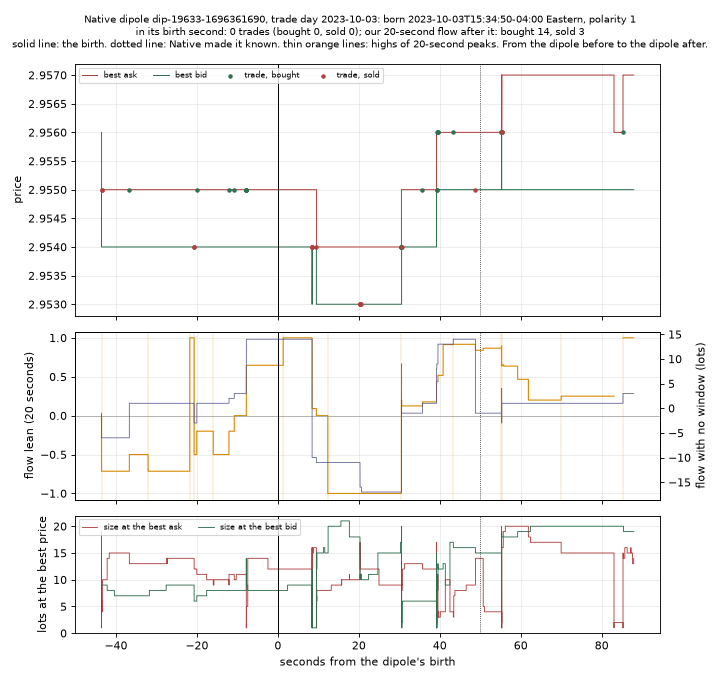 Native dipole dip-19633-1696361690, trade day 2023-10-03: born 2023-10-03T15:34:50-04:00 Eastern, polarity 1
in its birth second: 0 trades (bought 0, sold 0); our 20-second flow after it: bought 14, sold 3
solid line: the birth. dotted line: Native made it known. thin orange lines: highs of 20-second peaks. From the dipole before to the dipole after.
best ask
best bid
trade, bought
trade, sold
2.9570
2.9565
2.9560
2.9555
2.9550
2.9545
2.9540
2.9535
2.9530
price
1.0
0.5
0.0
−0.5
−1.0
flow lean (20 seconds)
15
10
5
0
−5
−10
−15
flow with no window (lots)
size at the best ask
size at the best bid
20
15
10
5
0
lots at the best price
−40
−20
0
20
40
60
80
seconds from the dipole's birth